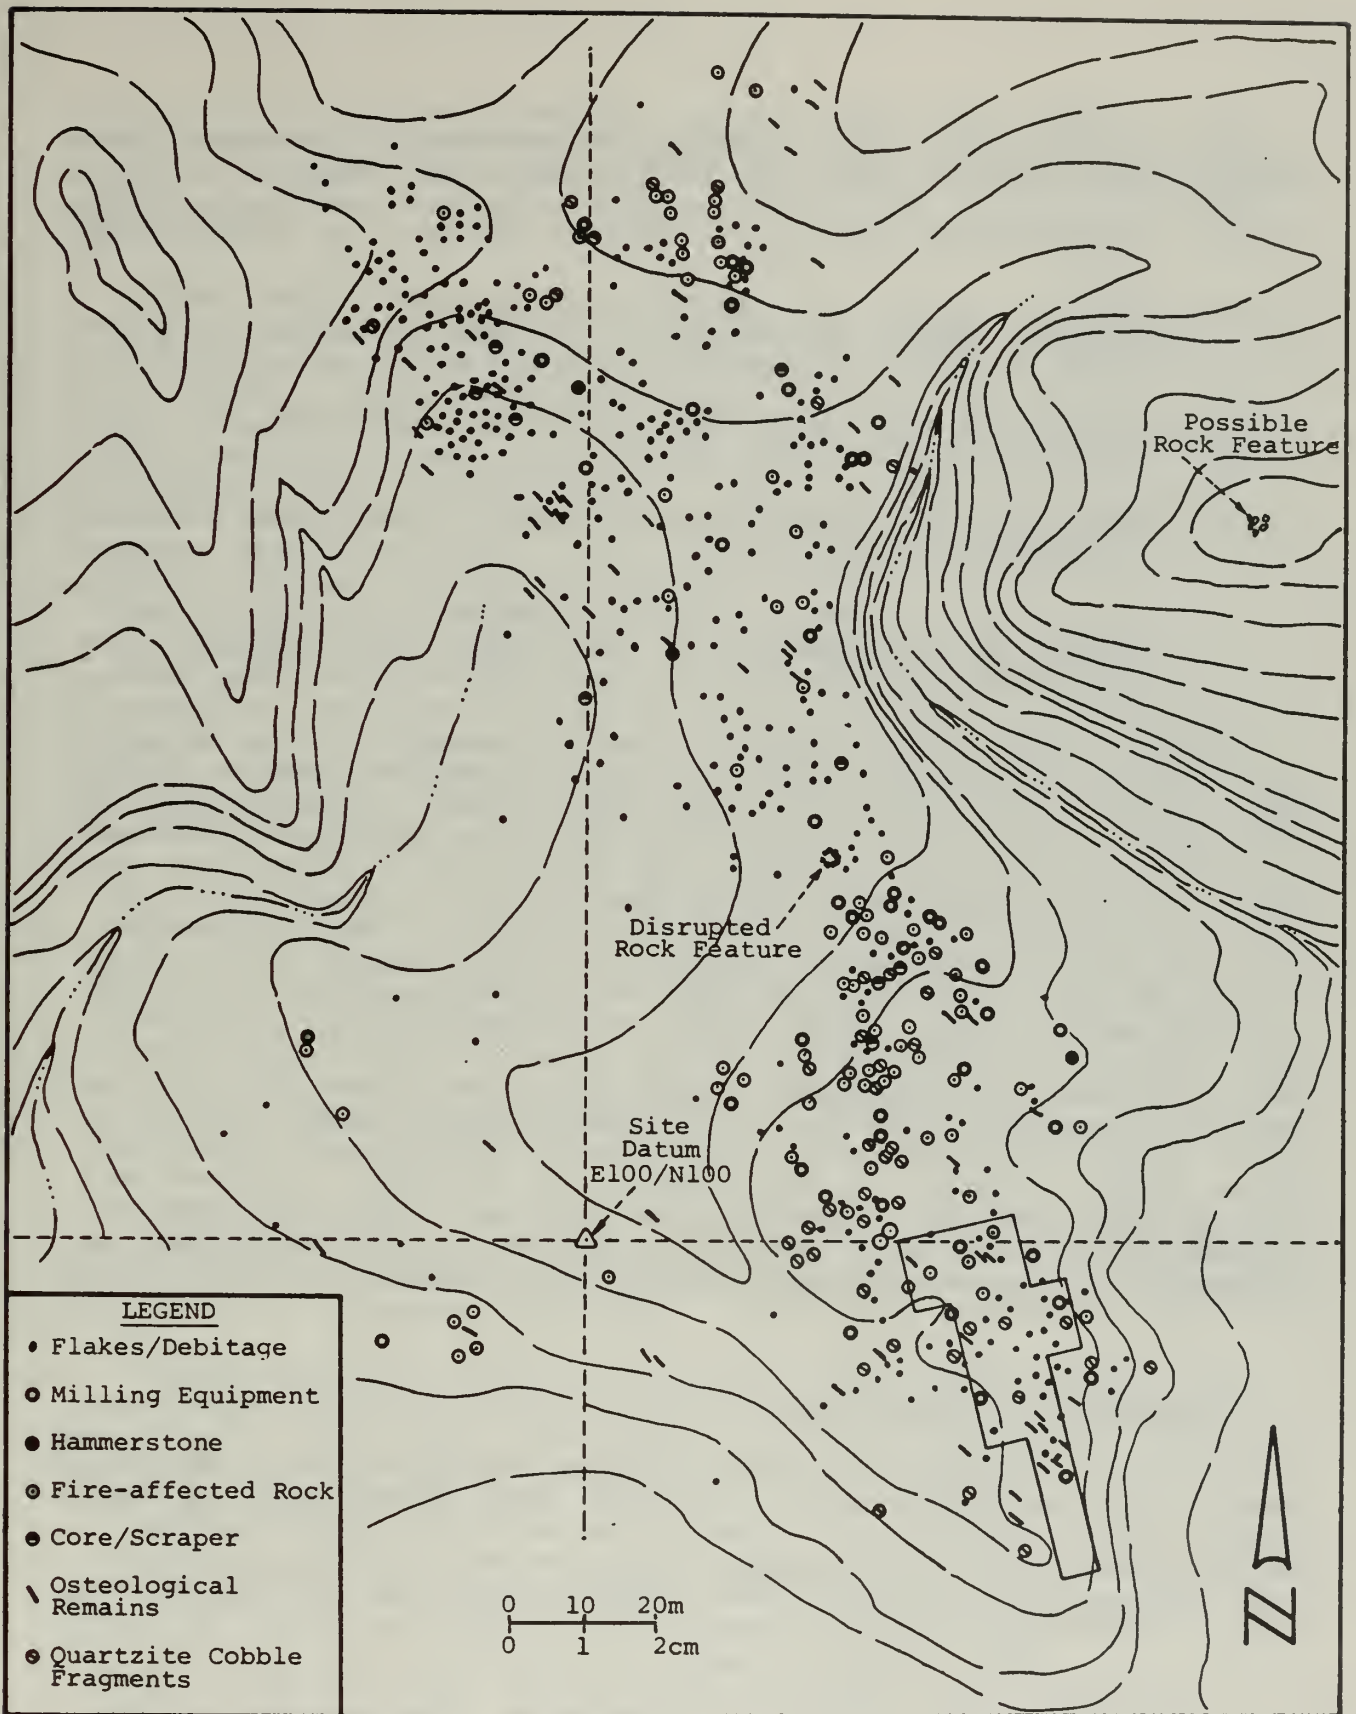 Possible
Rock Feature
Disrupted
Rock Feature
Site
Datum
E100/N100
LEGEND
Flakes/Debitage
Milling Equipment
Hammerstone
Fire-affected Rock
Core/Scraper
Osteological
Remains
Quartzite Cobble
Fragments
0 10 20m
0 1 2cm
N